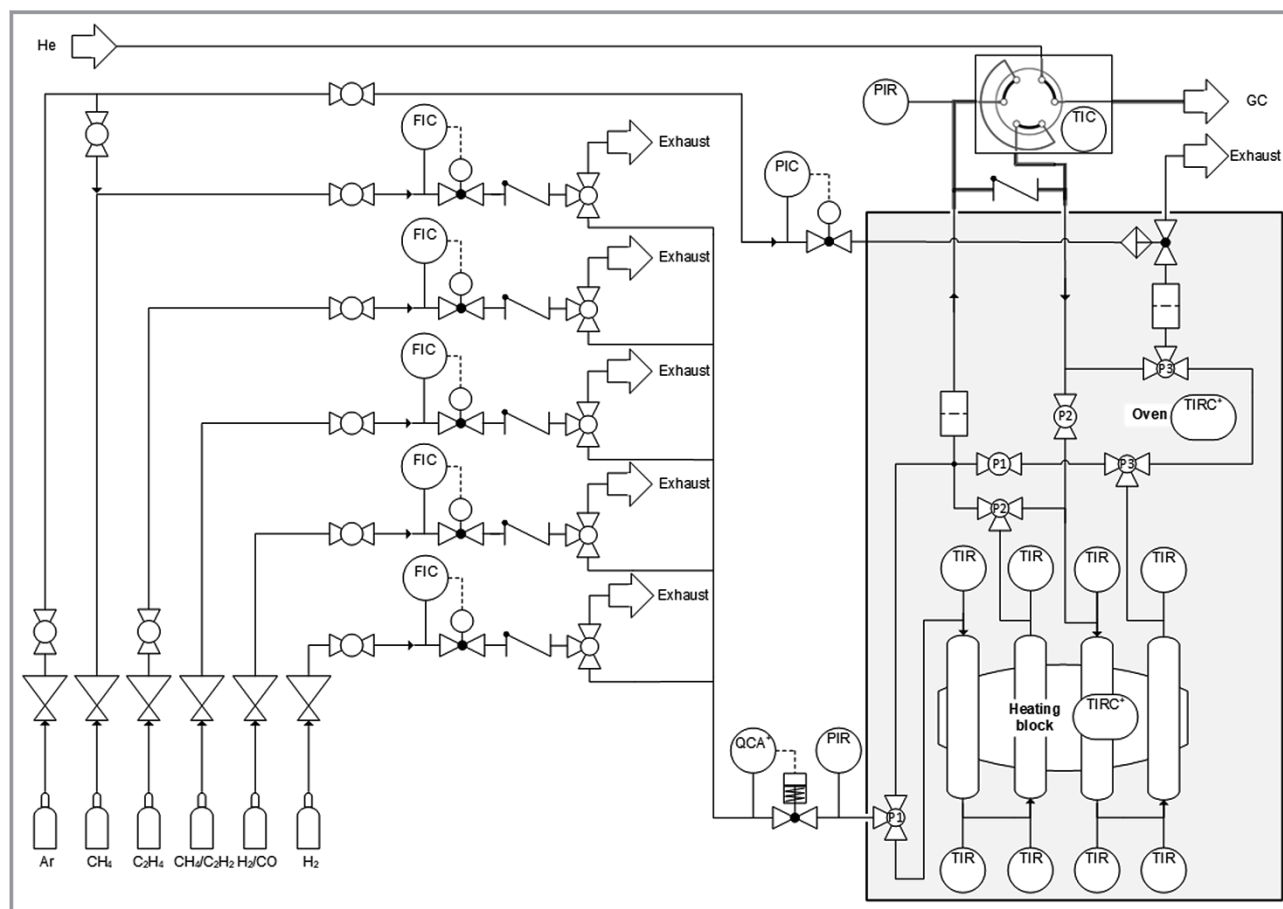 He
PIR
TIC
GC
FIC
Exhaust
Exhaust
PIC
FIC
Exhaust
FIC
Exhaust
P3
Oven
TIRC⁺
P2
FIC
Exhaust
P1
P3
P2
FIC
Exhaust
TIR
TIR
TIR
TIR
Heating
block
TIRC⁺
QCA⁺
PIR
P1
Ar
CH₄
C₂H₄
CH₄/C₂H₂
H₂/CO
H₂
TIR
TIR
TIR
TIR